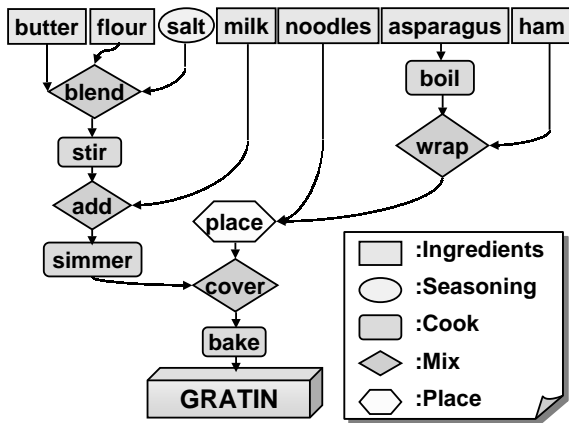 butter flour salt milk noodles asparagus ham
blend
boil
stir
wrap
add
place
simmer
cover
bake
GRATIN
:Ingredients
:Seasoning
:Cook
:Mix
:Place